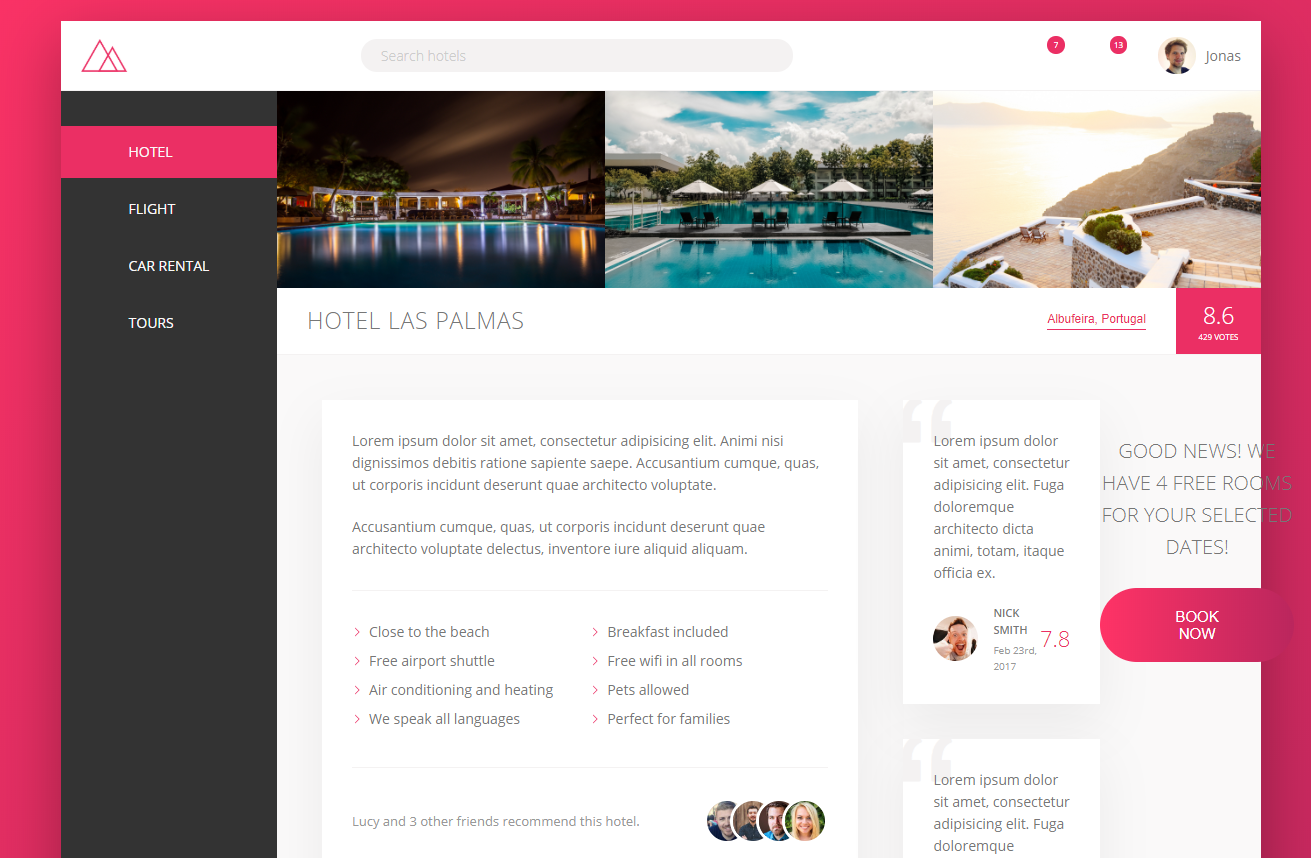 Search hotels
7
13
Jonas
HOTEL
FLIGHT
CAR RENTAL
TOURS
HOTEL LAS PALMAS
Albufeira, Portugal
8.6
429 VOTES
Lorem ipsum dolor sit amet, consectetur adipisicing elit. Animi nisi
dignissimos debitis ratione sapiente saepe. Accusantium cumque, quas,
ut corporis incidunt deserunt quae architecto voluptate.
Accusantium cumque, quas, ut corporis incidunt deserunt quae
architecto voluptate delectus, inventore iure aliquid aliquam.
Close to the beach
Free airport shuttle
Air conditioning and heating
We speak all languages
Breakfast included
Free wifi in all rooms
Pets allowed
Perfect for families
Lucy and 3 other friends recommend this hotel.
“
Lorem ipsum dolor
sit amet, consectetur
adipisicing elit. Fuga
doloremque
architecto dicta
animi, totam, itaque
officia ex.
NICK
SMITH
Feb 23rd,
2017
7.8
“
Lorem ipsum dolor
sit amet, consectetur
adipisicing elit. Fuga
doloremque
GOOD NEWS! WE
HAVE 4 FREE ROOMS
FOR YOUR SELECTED
DATES!
BOOK
NOW